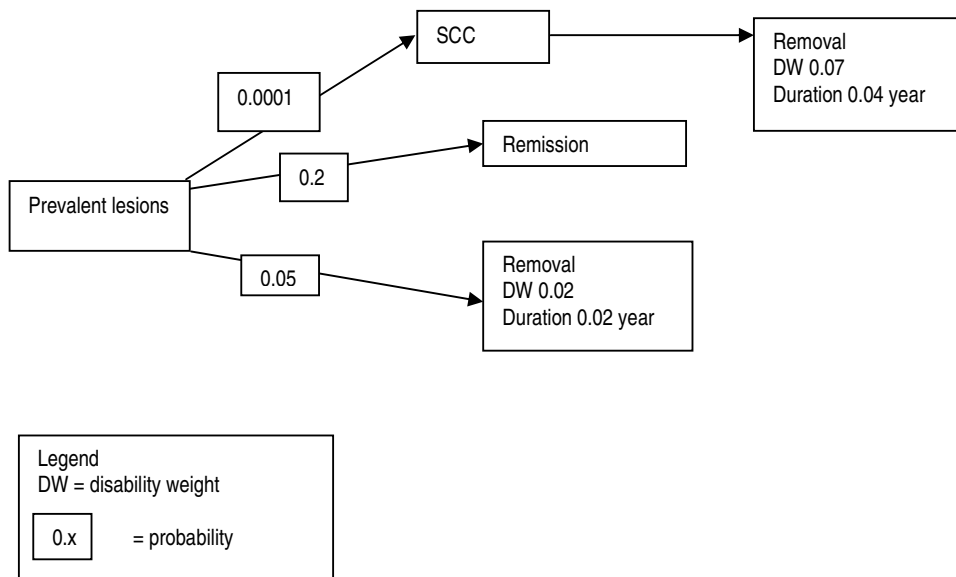 SCC
Removal
DW 0.07
Duration 0.04 year
0.0001
Remission
0.2
Prevalent lesions
0.05
Removal
DW 0.02
Duration 0.02 year
Legend
DW = disability weight
0.x = probability